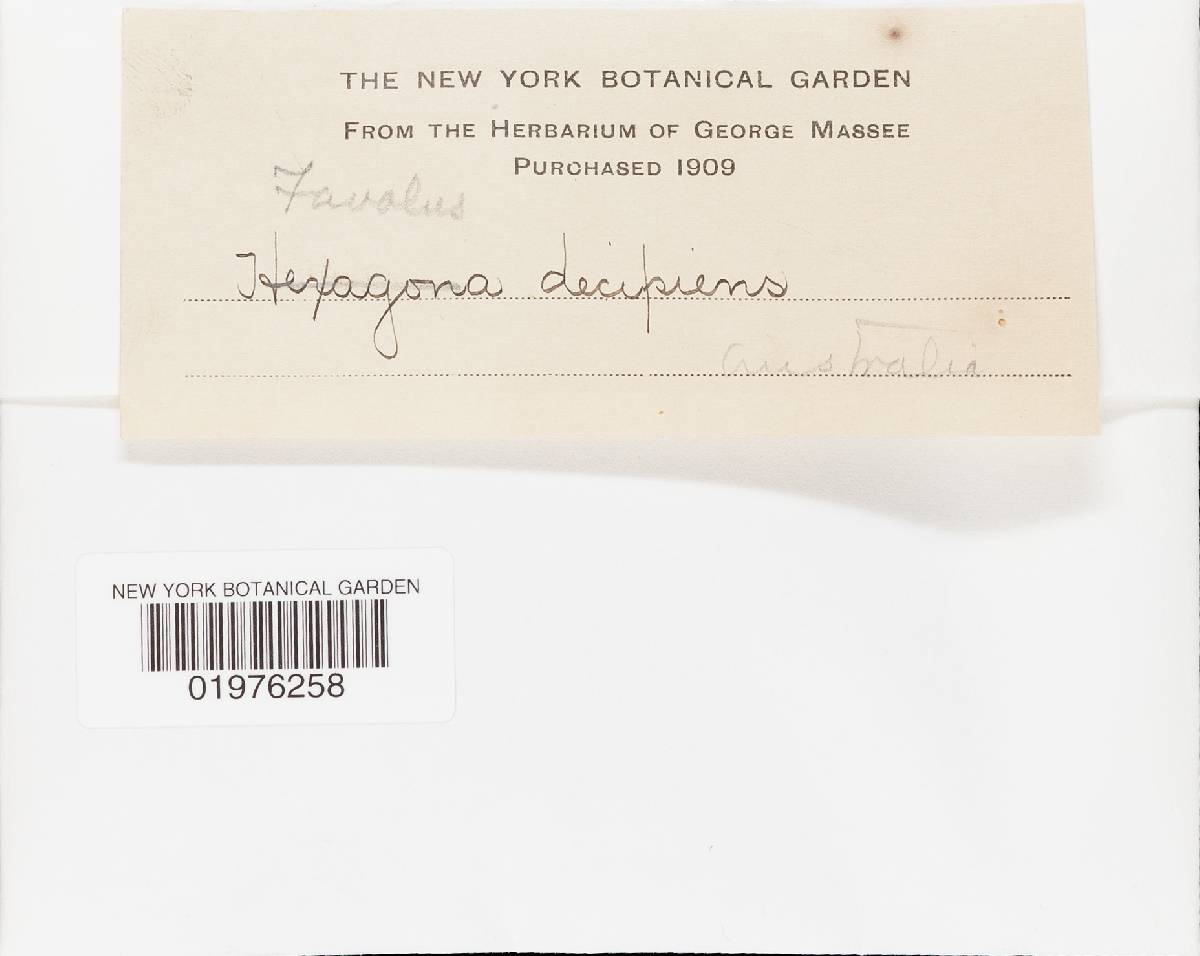 THE NEW YORK BOTANICAL GARDEN
FROM THE HERBARIUM OF GEORGE MASSEE
PURCHASED 1909
Favolus
Hexagona decipiens
Australia
NEW YORK BOTANICAL GARDEN
01976258